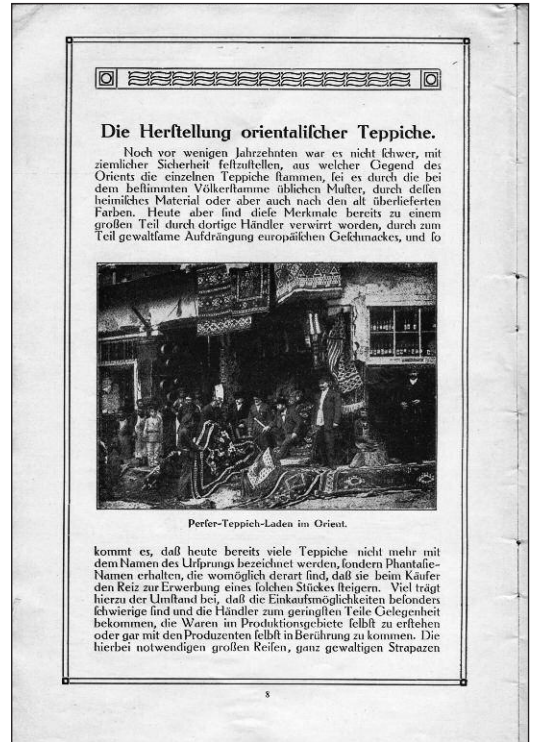 Die Herſtellung orientaliſcher Teppiche.
Noch vor wenigen Jahrzehnten war es nicht ſchwer, mit
ziemlicher Sicherheit feſtzuſtellen, aus welcher Gegend des
Orients die einzelnen Teppiche ſtammen, ſei es durch die bei
dem beſtimmten Völkerſtamme üblichen Muſter, durch deſſen
heimiſches Material oder aber auch nach den alt überlieferten
Farben. Heute aber ſind dieſe Merkmale bereits zu einem
großen Teil durch dortige Händler verwirrt worden, durch zum
Teil gewaltſame Aufdrängung europäiſchen Geſchmackes, und ſo
Perſer-Teppich-Laden im Orient.
kommt es, daß heute bereits viele Teppiche nicht mehr mit
dem Namen des Urſprungs bezeichnet werden, ſondern Phantaſie-
Namen erhalten, die womöglich derart ſind, daß sie beim Käufer
den Reiz zur Erwerbung eines ſolchen Stückes ſteigern. Viel trägt
hierzu der Umſtand bei, daß die Einkaufsmöglichkeiten beſonders
ſchwierige ſind und die Händler zum geringſten Teile Gelegenheit
bekommen, die Waren im Produktionsgebiete ſelbſt zu erſtehen
oder gar mit den Produzenten ſelbſt in Berührung zu kommen. Die
hierbei notwendigen großen Reiſen, ganz gewaltigen Strapazen
8